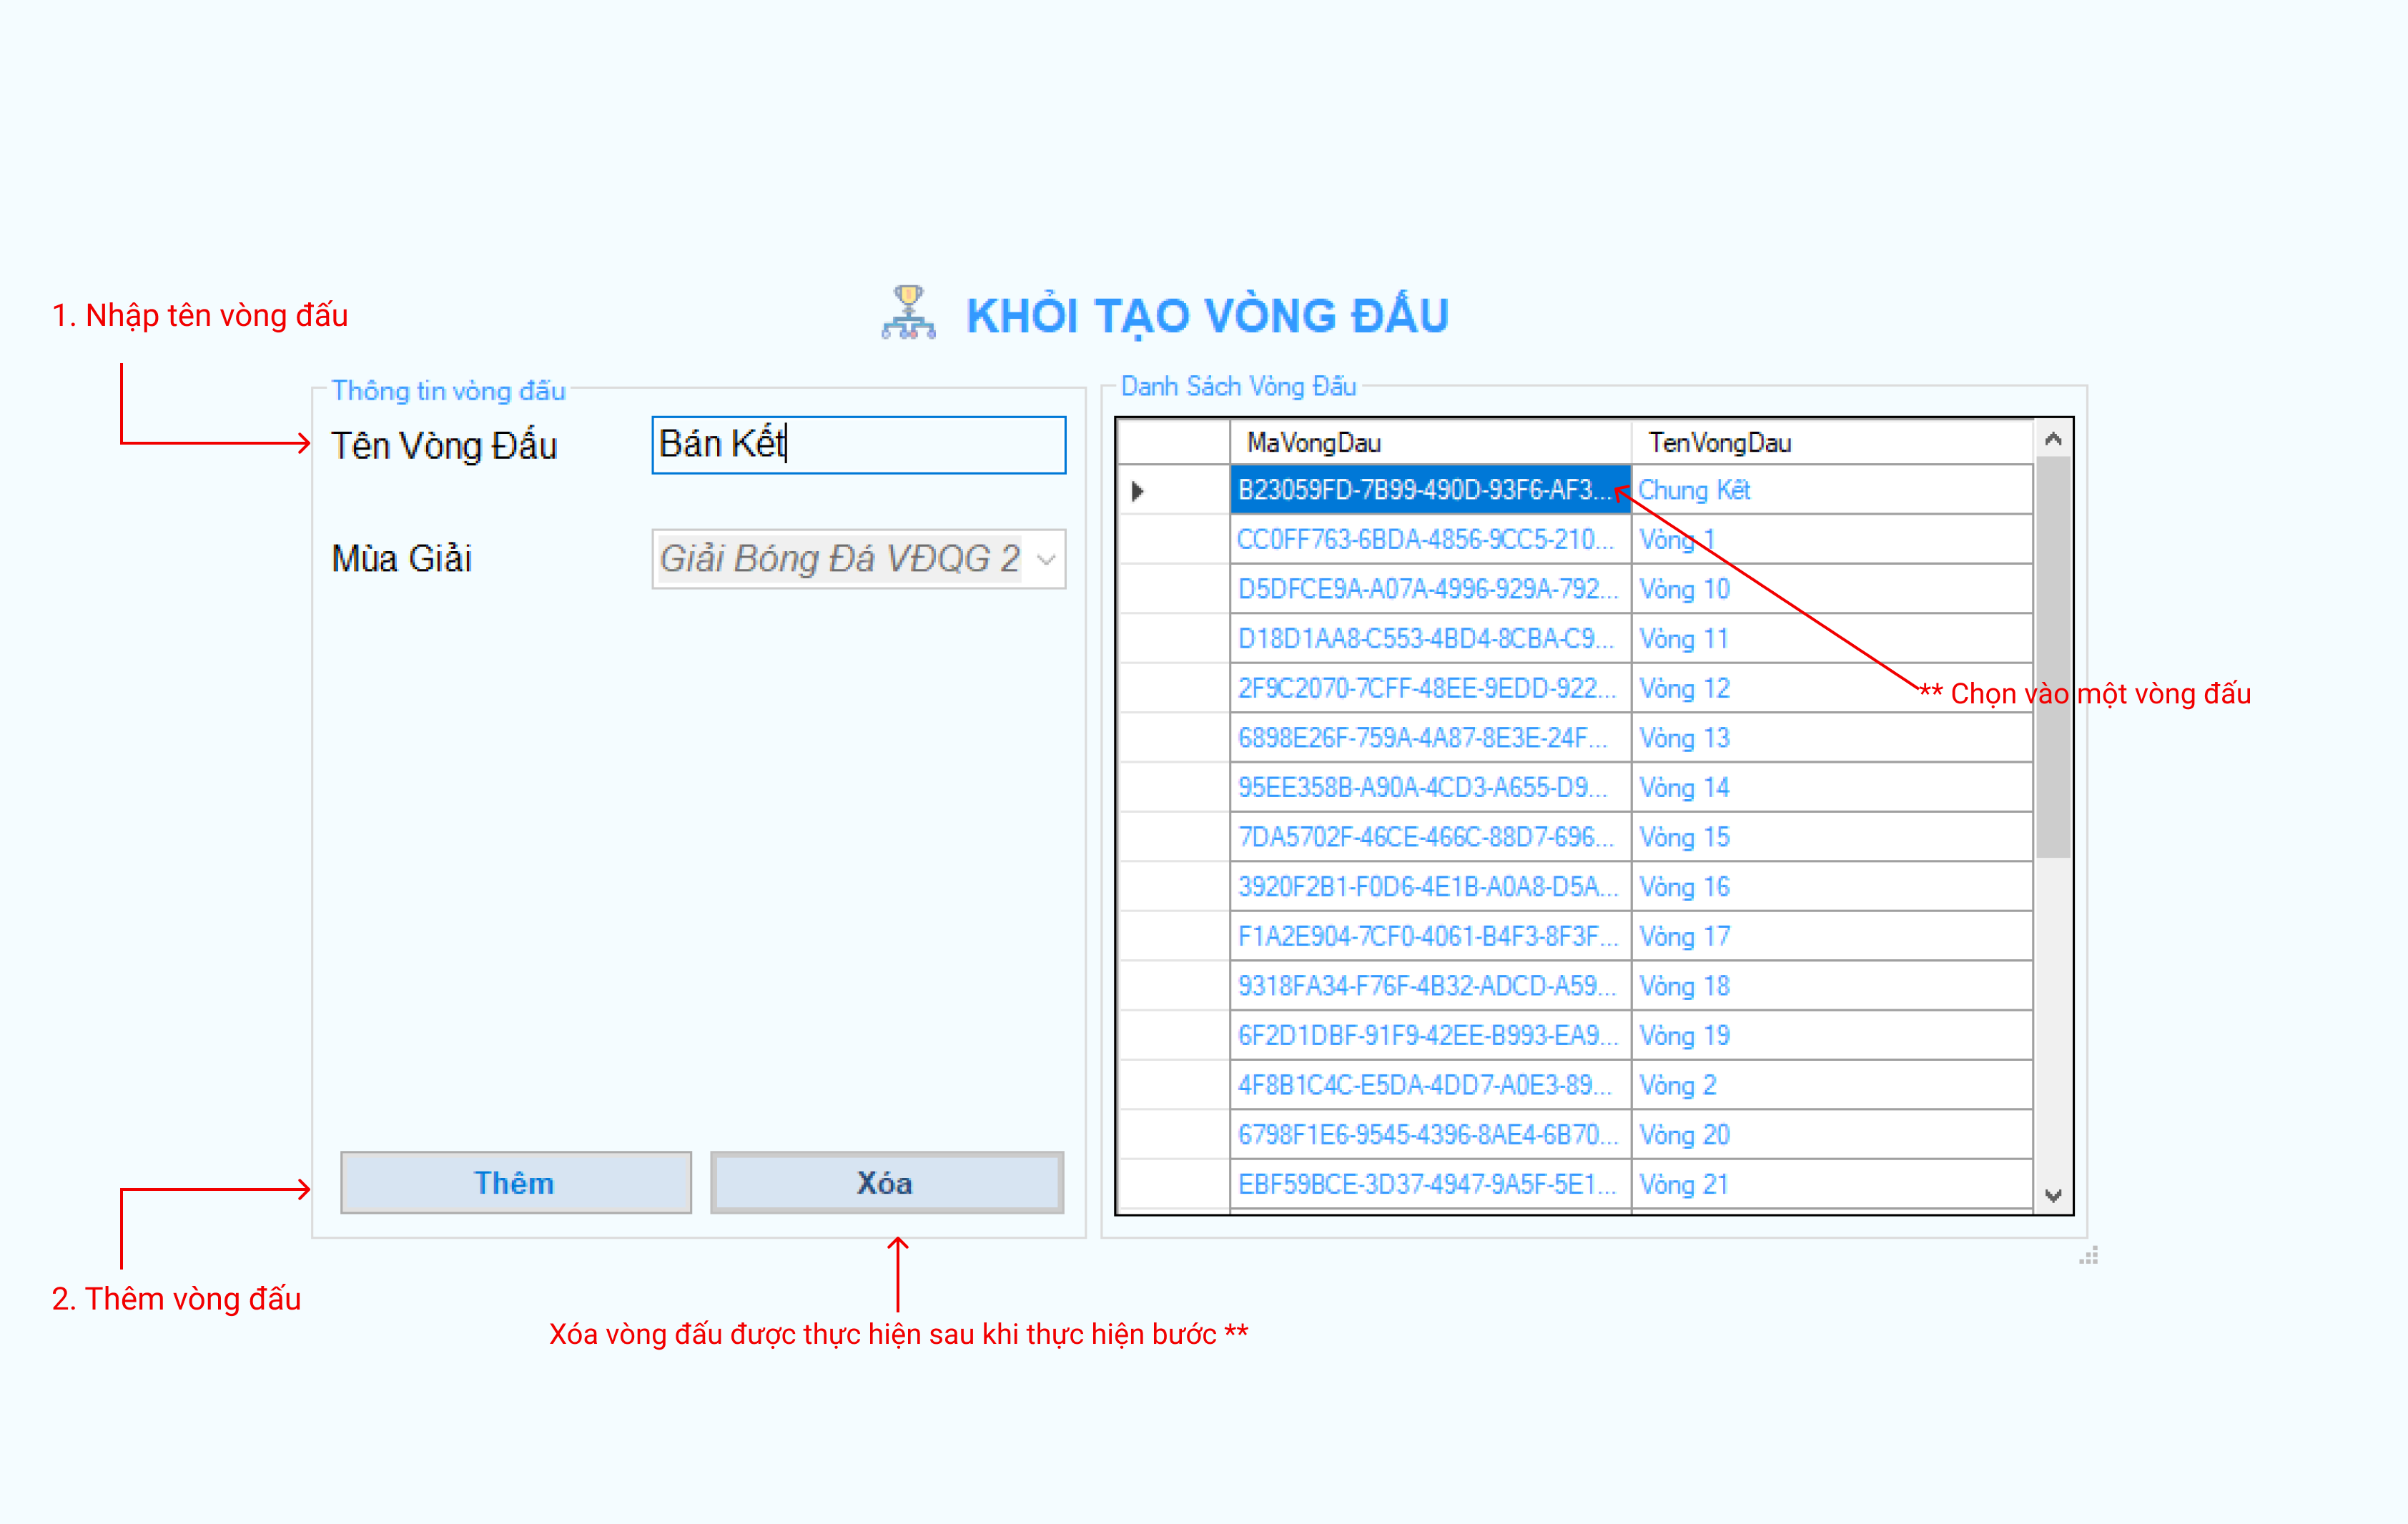 KHỞI TẠO VÒNG ĐẤU
1. Nhập tên vòng đấu
Thông tin vòng đấu
Tên Vòng Đấu
Bán Kết
Mùa Giải
Giải Bóng Đá VĐQG 2
Thêm
Xóa
2. Thêm vòng đấu
Xóa vòng đấu được thực hiện sau khi thực hiện bước **
Danh Sách Vòng Đấu
MaVongDau TenVongDau
B23059FD-7B99-490D-93F6-AF3... Chung Kết
CC0FF763-6BDA-4856-9CC5-210... Vòng 1
D5DFCE9A-A07A-4996-929A-792... Vòng 10
D18D1AA8-C553-4BD4-8CBA-C9... Vòng 11
2F9C2070-7CFF-48EE-9EDD-922... Vòng 12
** Chọn vào một vòng đấu
6898E26F-759A-4A87-8E3E-24F... Vòng 13
95EE358B-A90A-4CD3-A655-D9... Vòng 14
7DA5702F-46CE-466C-88D7-696... Vòng 15
3920F2B1-F0D6-4E1B-A0A8-D5A... Vòng 16
F1A2E904-7CF0-4061-B4F3-8F3F... Vòng 17
9318FA34-F76F-4B32-ADCD-A59... Vòng 18
6F2D1DBF-91F9-42EE-B993-EA9... Vòng 19
4F8B1C4C-E5DA-4DD7-A0E3-89... Vòng 2
6798F1E6-9545-4396-8AE4-6B70... Vòng 20
EBF59BCE-3D37-4947-9A5F-5E1... Vòng 21